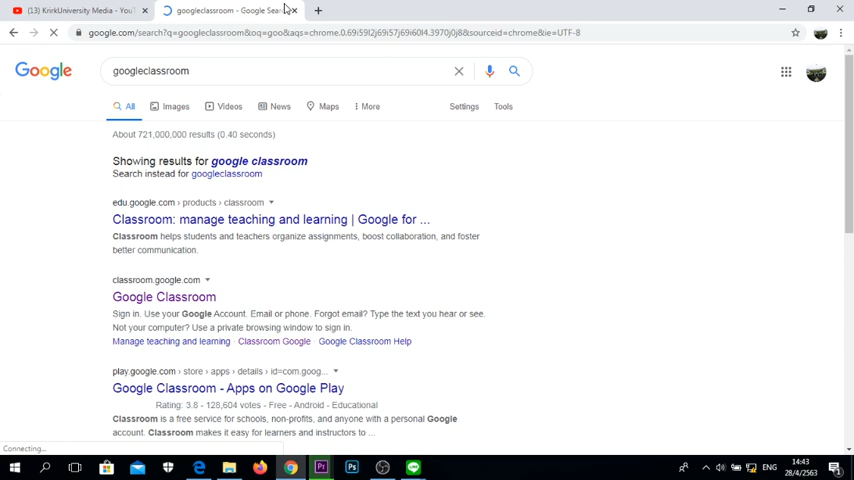 (13) KrirkUniversity Media - YouT
googleclassroom - Google Sear
google.com/search?q=googleclassroom&oq=goo&aqs=chrome.0.69i59l2j69i57j69i60l4.3970j0j8&sourceid=chrome&ie=UTF-8
Google
googleclassroom
All Images Videos News Maps More Settings Tools
About 721,000,000 results (0.40 seconds)
Showing results for google classroom
Search instead for googleclassroom
edu.google.com › products › classroom
Classroom: manage teaching and learning | Google for ...
Classroom helps students and teachers organize assignments, boost collaboration, and foster
better communication.
classroom.google.com
Google Classroom
Sign in. Use your Google Account. Email or phone. Forgot email? Type the text you hear or see.
Not your computer? Use a private browsing window to sign in.
Manage teaching and learning · Classroom Google · Google Classroom Help
play.google.com › store › apps › details › id=com.goog...
Google Classroom - Apps on Google Play
Rating: 3.8 - 128,604 votes - Free - Android - Educational
Classroom is a free service for schools, non-profits, and anyone with a personal Google
account. Classroom makes it easy for learners and instructors to ...
Connecting...
Pr
Ps
LINE
ENG
14:43
28/4/2563
1